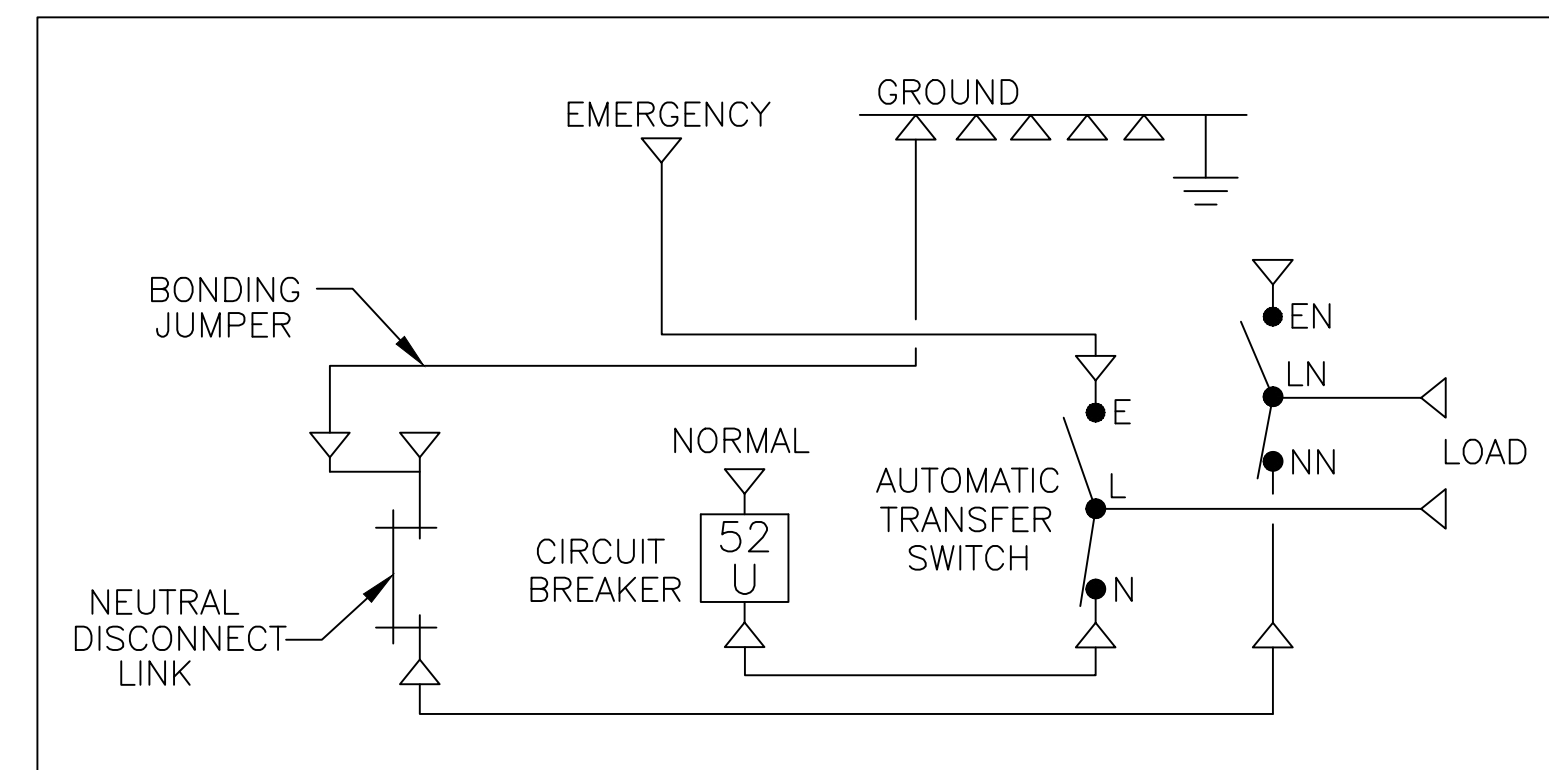 GROUND
EMERGENCY
BONDING
JUMPER
EN
LN
E
NORMAL
LOAD
NN
AUTOMATIC
TRANSFER
SWITCH
L
52
U
CIRCUIT
BREAKER
N
NEUTRAL
DISCONNECT
LINK